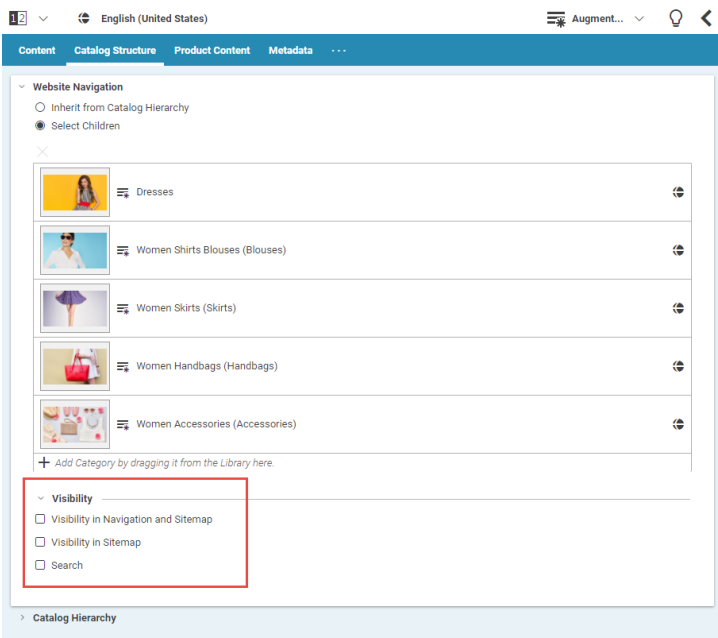 12 English (United States) Augment...
Content Catalog Structure Product Content Metadata ...
Website Navigation
Inherit from Catalog Hierarchy
Select Children
Dresses
Women Shirts Blouses (Blouses)
Women Skirts (Skirts)
Women Handbags (Handbags)
Women Accessories (Accessories)
Add Category by dragging it from the Library here.
Visibility
Visibility in Navigation and Sitemap
Visibility in Sitemap
Search
Catalog Hierarchy